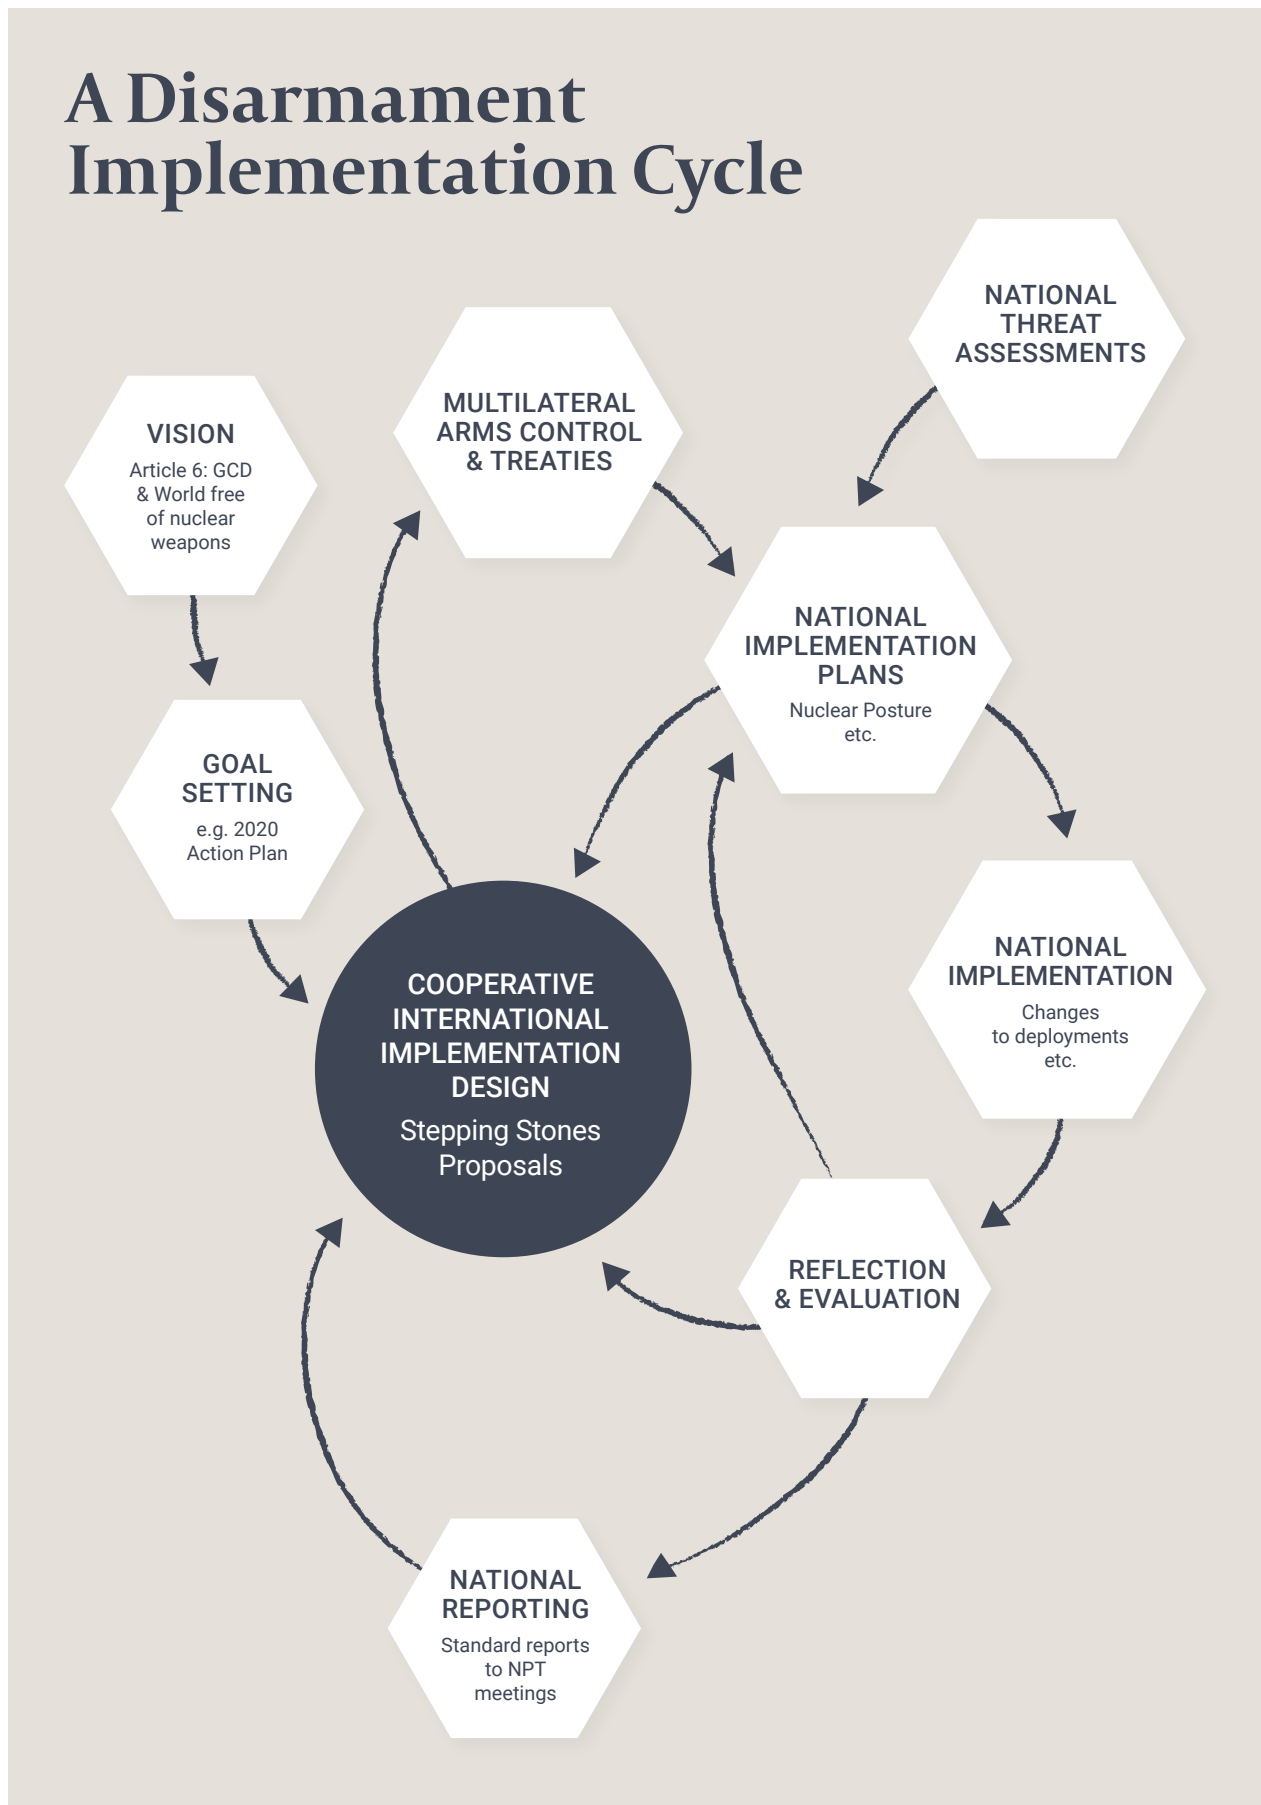 A Disarmament
Implementation Cycle
NATIONAL
THREAT
ASSESSMENTS
MULTILATERAL
ARMS CONTROL
& TREATIES
VISION
Article 6: GCD
& World free
of nuclear
weapons
NATIONAL
IMPLEMENTATION
PLANS
Nuclear Posture
etc.
GOAL
SETTING
e.g. 2020
Action Plan
NATIONAL
IMPLEMENTATION
Changes
to deployments
etc.
COOPERATIVE
INTERNATIONAL
IMPLEMENTATION
DESIGN
Stepping Stones
Proposals
REFLECTION
& EVALUATION
NATIONAL
REPORTING
Standard reports
to NPT
meetings